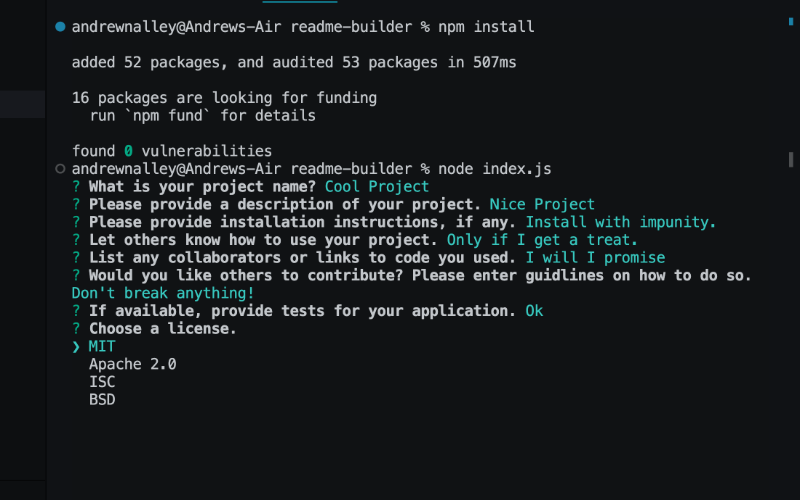 andrewnalley@Andrews-Air readme-builder % npm install
added 52 packages, and audited 53 packages in 507ms
16 packages are looking for funding
run `npm fund` for details
found 0 vulnerabilities
andrewnalley@Andrews-Air readme-builder % node index.js
? What is your project name? Cool Project
? Please provide a description of your project. Nice Project
? Please provide installation instructions, if any. Install with impunity.
? Let others know how to use your project. Only if I get a treat.
? List any collaborators or links to code you used. I will I promise
? Would you like others to contribute? Please enter guidlines on how to do so.
Don't break anything!
? If available, provide tests for your application. Ok
? Choose a license.
❯ MIT
Apache 2.0
ISC
BSD